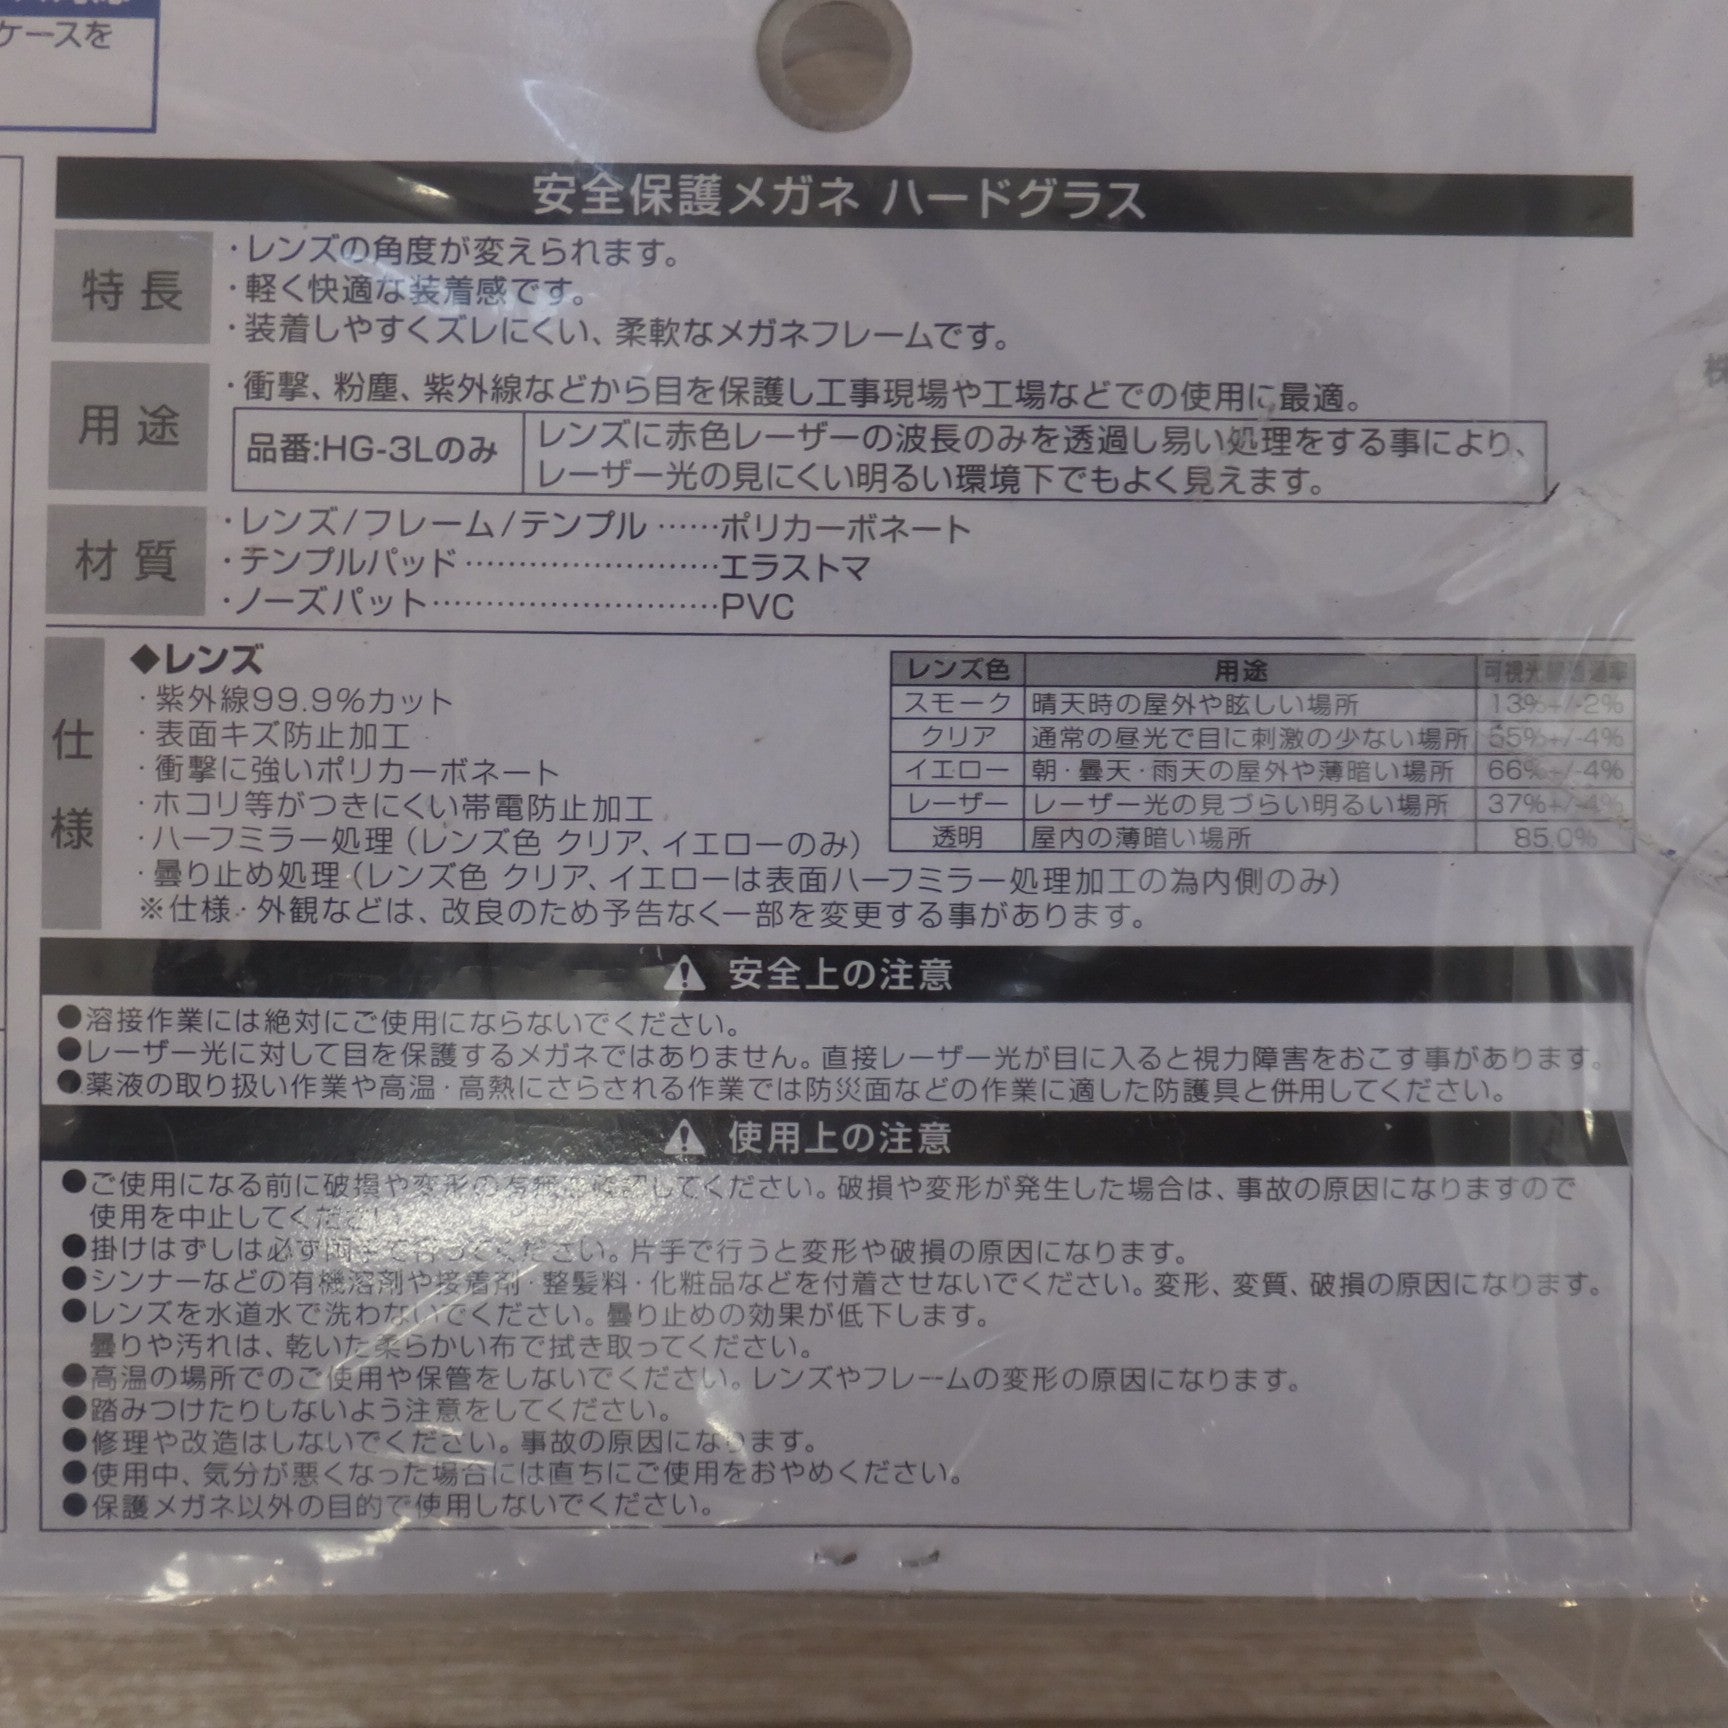 ケースを
安全保護メガネ ハードグラス
特長
・レンズの角度が変えられます。
・軽く快適な装着感です。
・装着しやすくズレにくい、柔軟なメガネフレームです。
用途
・衝撃、粉塵、紫外線などから目を保護し工事現場や工場などでの使用に最適。
品番:HG-3Lのみ
レンズに赤色レーザーの波長のみを透過し易い処理をする事により、
レーザー光の見にくい明るい環境下でもよく見えます。
材質
・レンズ/フレーム/テンプル ……ポリカーボネート
・テンプルパッド……………………エラストマ
・ノーズパット………………………PVC
仕様
◆レンズ
・紫外線99.9%カット
・表面キズ防止加工
・衝撃に強いポリカーボネート
・ホコリ等がつきにくい帯電防止加工
・ハーフミラー処理（レンズ色 クリア、イエローのみ）
・曇り止め処理（レンズ色 クリア、イエローは表面ハーフミラー処理加工の為内側のみ）
※仕様・外観などは、改良のため予告なく一部を変更する事があります。
レンズ色 用途 可視光線透過率
スモーク 晴天時の屋外や眩しい場所 13%+/-2%
クリア 通常の昼光で目に刺激の少ない場所 55%+/-4%
イエロー 朝・曇天・雨天の屋外や薄暗い場所 66%+/-4%
レーザー レーザー光の見づらい明るい場所 37%+/-4%
透明 屋内の薄暗い場所 85.0%
⚠ 安全上の注意
●溶接作業には絶対にご使用にならないでください。
●レーザー光に対して目を保護するメガネではありません。直接レーザー光が目に入ると視力障害をおこす事があります。
●薬液の取り扱い作業や高温・高熱にさらされる作業では防災面などの作業に適した防護具と併用してください。
⚠ 使用上の注意
●ご使用になる前に破損や変形の有無をご確認してください。破損や変形が発生した場合は、事故の原因になりますので
使用を中止してください。
●掛けはずしは必ず両手で行ってください。片手で行うと変形や破損の原因になります。
●シンナーなどの有機溶剤や接着剤・整髪料・化粧品などを付着させないでください。変形、変質、破損の原因になります。
●レンズを水道水で洗わないでください。曇り止めの効果が低下します。
曇りや汚れは、乾いた柔らかい布で拭き取ってください。
●高温の場所でのご使用や保管をしないでください。レンズやフレームの変形の原因になります。
●踏みつけたりしないよう注意をしてください。
●修理や改造はしないでください。事故の原因になります。
●使用中、気分が悪くなった場合には直ちにご使用をおやめください。
●保護メガネ以外の目的で使用しないでください。